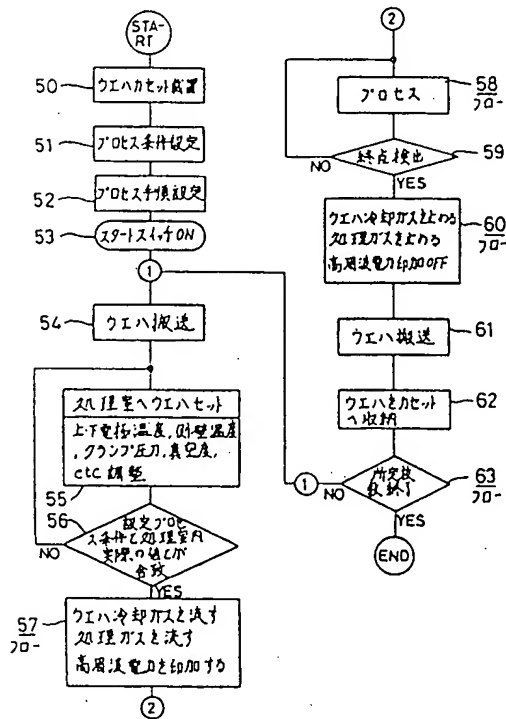 STA-
RT
50
ウエハカセット載置
51
プロセス条件設定
52
プロセス手順設定
53
スタートスイッチON
①
54
ウエハ搬送
処理室へウエハセット
上下電極温度,側壁温度
,クランプ圧力,真空度,
etc 調整
55
56
設定プロセ
ス条件と処理室内
実際の値とが
合致
NO
YES
57
フロー
ウエハ冷却ガスを流す
処理ガスを流す
高周波電力を印加する
②
②
プロセス
58
フロー
終点検出
59
NO
YES
ウエハ冷却ガスを止める
処理ガスを止める
高周波電力印加OFF
60
フロー
ウエハ搬送
61
ウエハをカセット
へ収納
62
所定枚
数終了
63
フロー
①
NO
YES
END